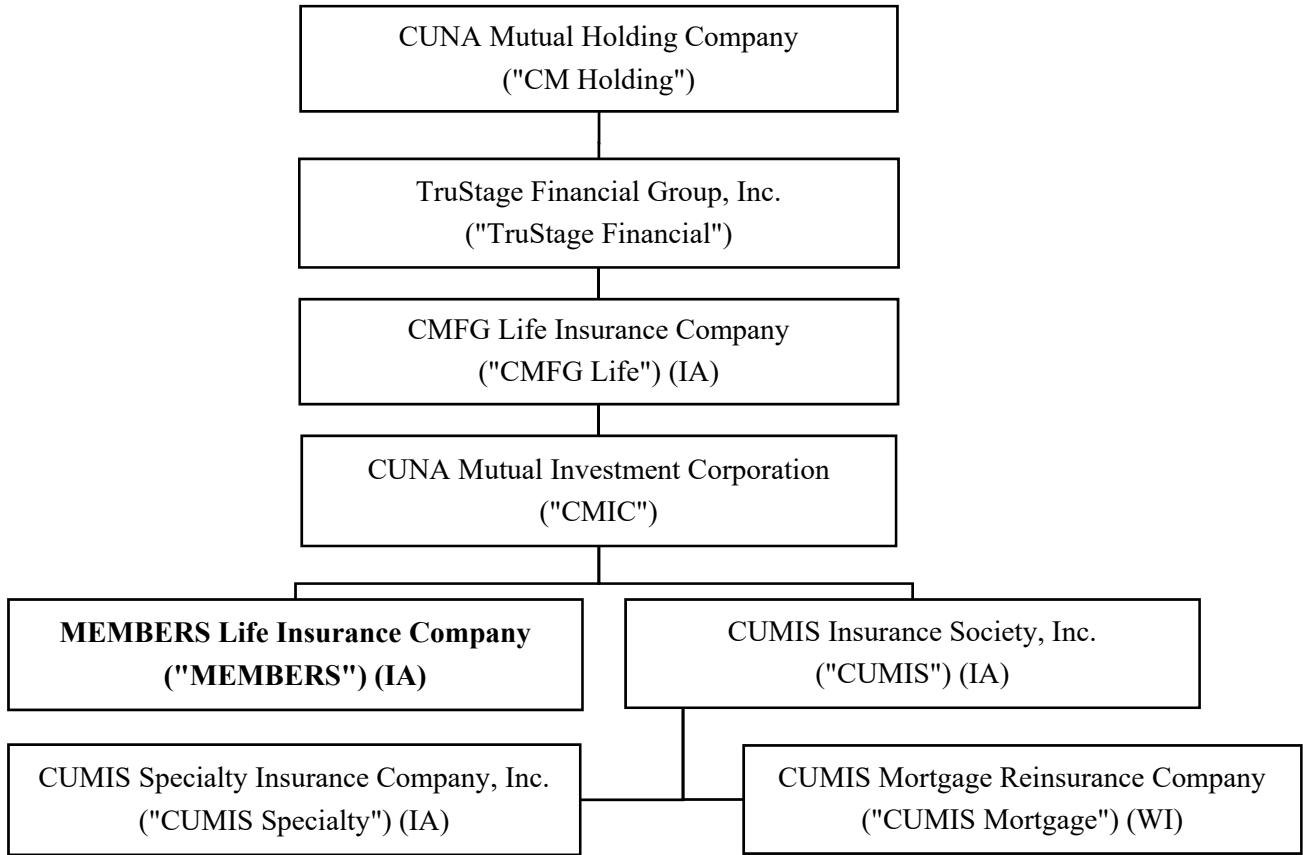 CUNA Mutual Holding Company
("CM Holding")
TruStage Financial Group, Inc.
("TruStage Financial")
CMFG Life Insurance Company
("CMFG Life") (IA)
CUNA Mutual Investment Corporation
("CMIC")
MEMBERS Life Insurance Company
("MEMBERS") (IA)
CUMIS Insurance Society, Inc.
("CUMIS") (IA)
CUMIS Specialty Insurance Company, Inc.
("CUMIS Specialty") (IA)
CUMIS Mortgage Reinsurance Company
("CUMIS Mortgage") (WI)